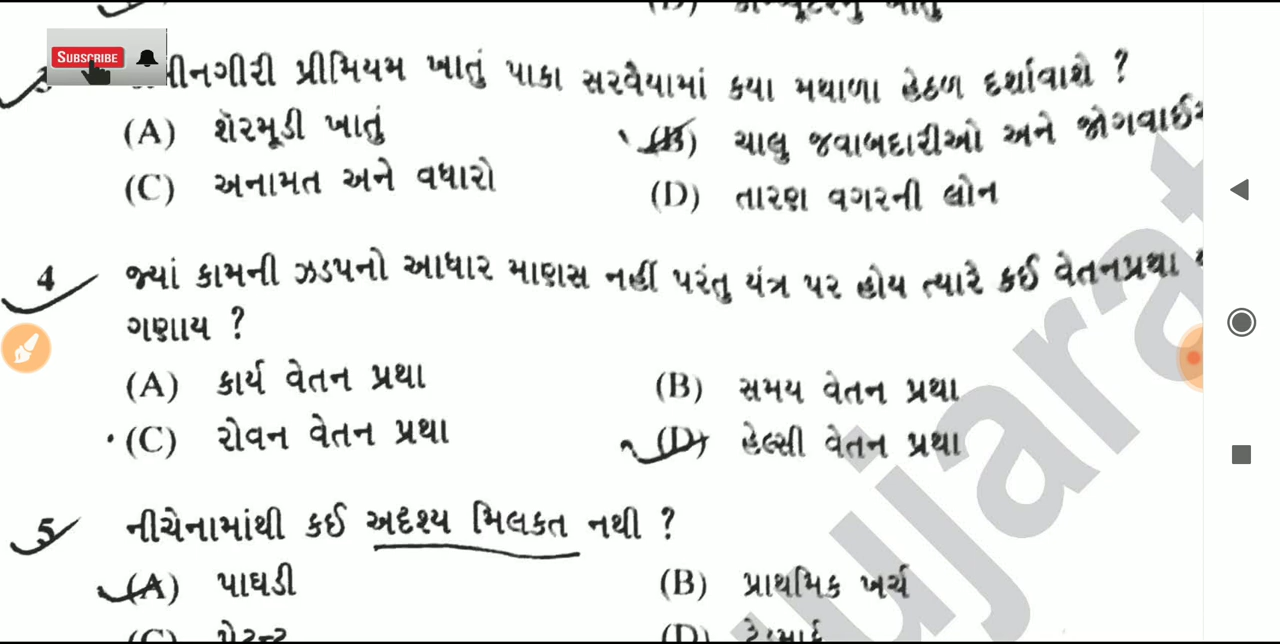 SUBSCRIBE
પ્રીમિયમ ખાતું પાકા સરવૈયામાં કયા મથાળા હેઠળ દર્શાવાશે ?
(A) શૅરમૂડી ખાતું (B) ચાલુ જવાબદારીઓ અને
(C) અનામત અને વધારો (D) તારણ વગરની લોન
4 જ્યાં કામની ઝડપનો આધાર માણસ નહીં પરંતુ યંત્ર પર હોય ત્યારે કઈ વેતનપ્રથા
ગણાય ?
(A) કાર્ય વેતન પ્રથા (B) સમય વેતન પ્રથા
(C) રોવન વેતન પ્રથા (D) હેલ્સી વેતન પ્રથા
5 નીચેનામાંથી કઈ અદૃશ્ય મિલકત નથી ?
(A) પાઘડી (B) પ્રાથમિક ખર્ચ
(C) પેટન્ટ (D)
ujarat